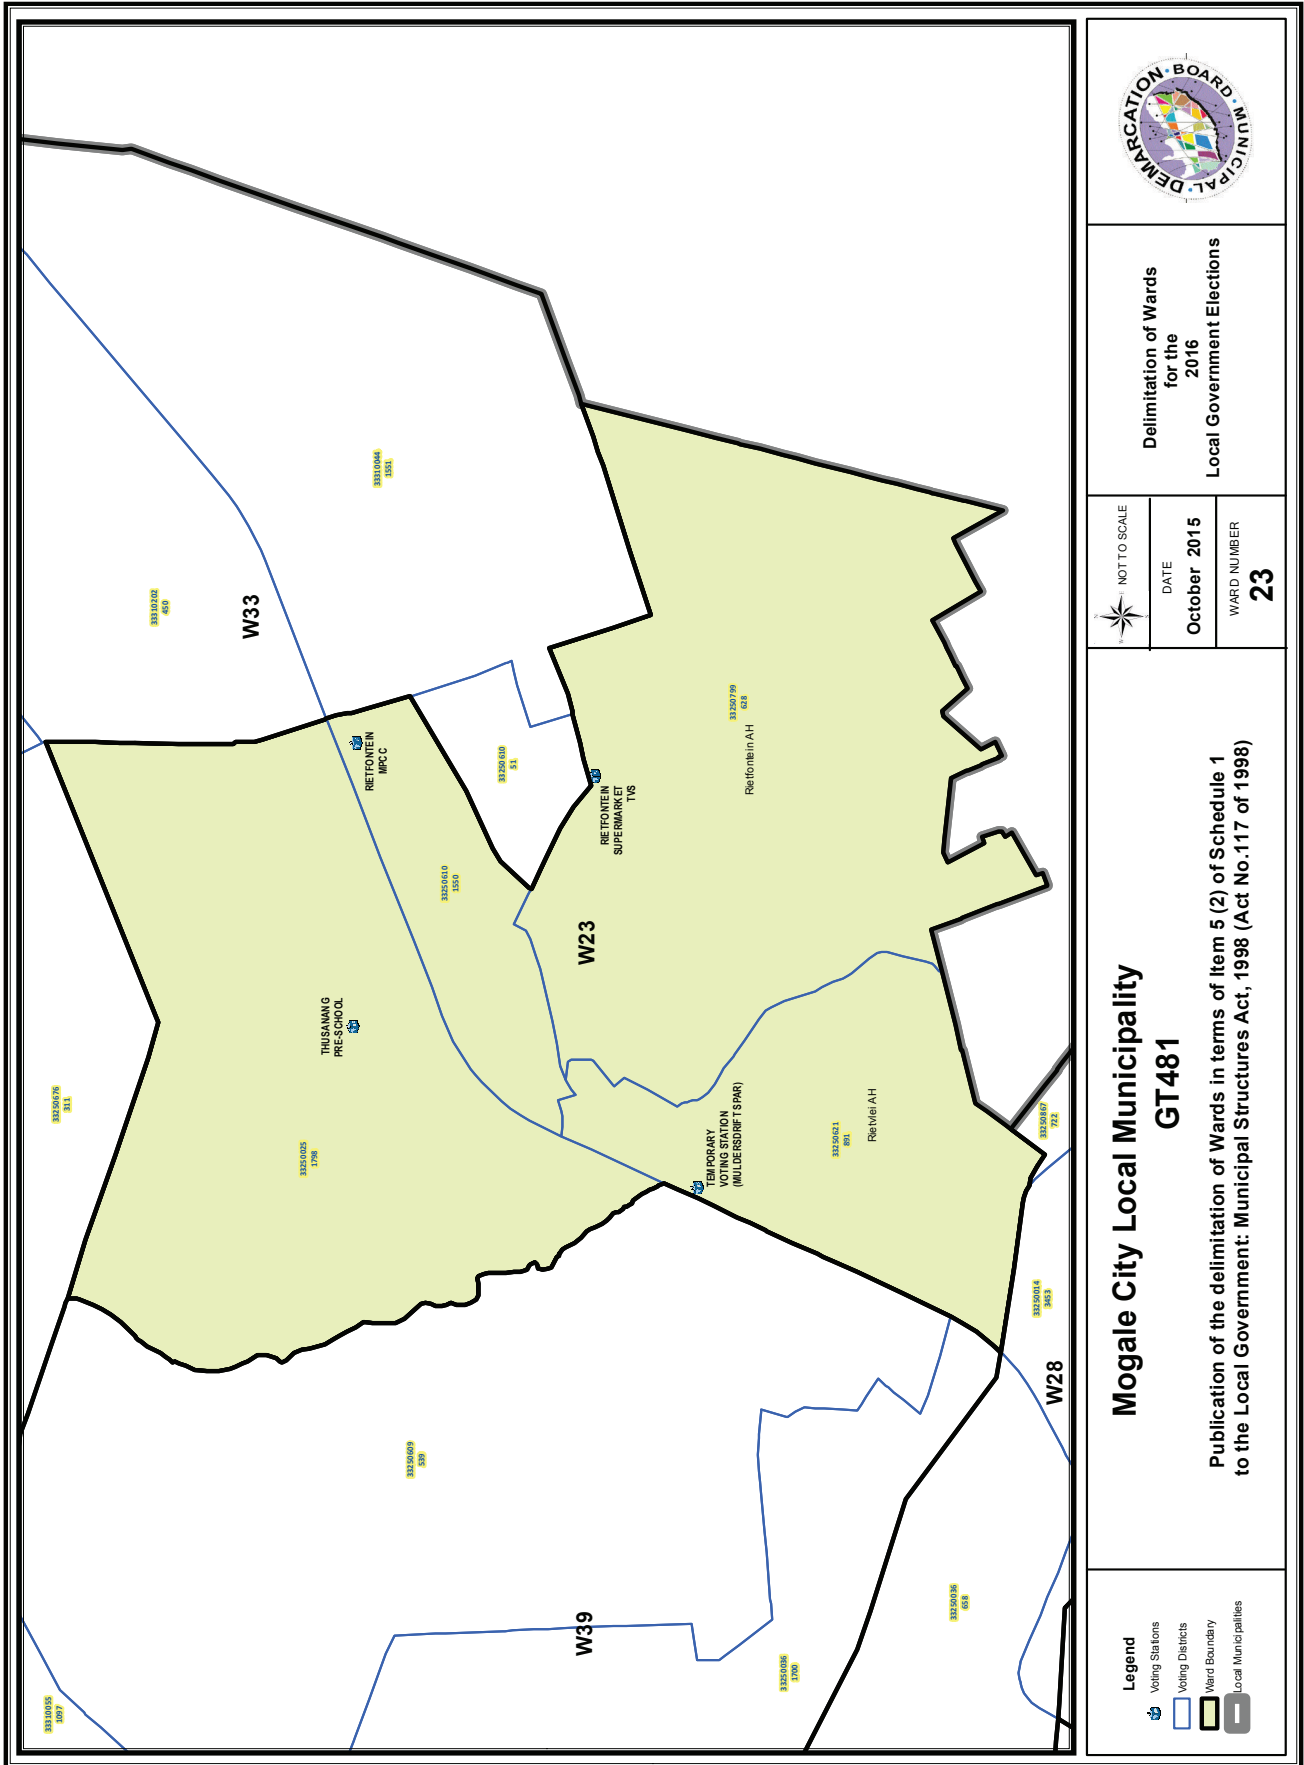 33310055
1097
33250676
311
33310202
450
W33
33310044
1551
RIETFONTEIN
MPCC
THUSANANG
PRE-SCHOOL
33250025
1798
33250610
1550
33250610
51
33250609
539
W39
W23
RIETFONTEIN
SUPERMARKET
TVS
33250799
628
Rietfontein AH
TEMPORARY
VOTING STATION
(MULDERSDRIFT SPAR)
33250621
891
Rietvlei AH
33250036
1700
33250036
658
33250014
3453
33250867
722
W28
Legend
Voting Stations
Voting Districts
Ward Boundary
Local Municipalities
Mogale City Local Municipality
GT481
Publication of the delimitation of Wards in terms of Item 5 (2) of Schedule 1
to the Local Government: Municipal Structures Act, 1998 (Act No.117 of 1998)
N
E
S
W
NOT TO SCALE
DATE
October 2015
WARD NUMBER
23
Delimitation of Wards
for the
2016
Local Government Elections
MUNICIPAL DEMARCATION BOARD